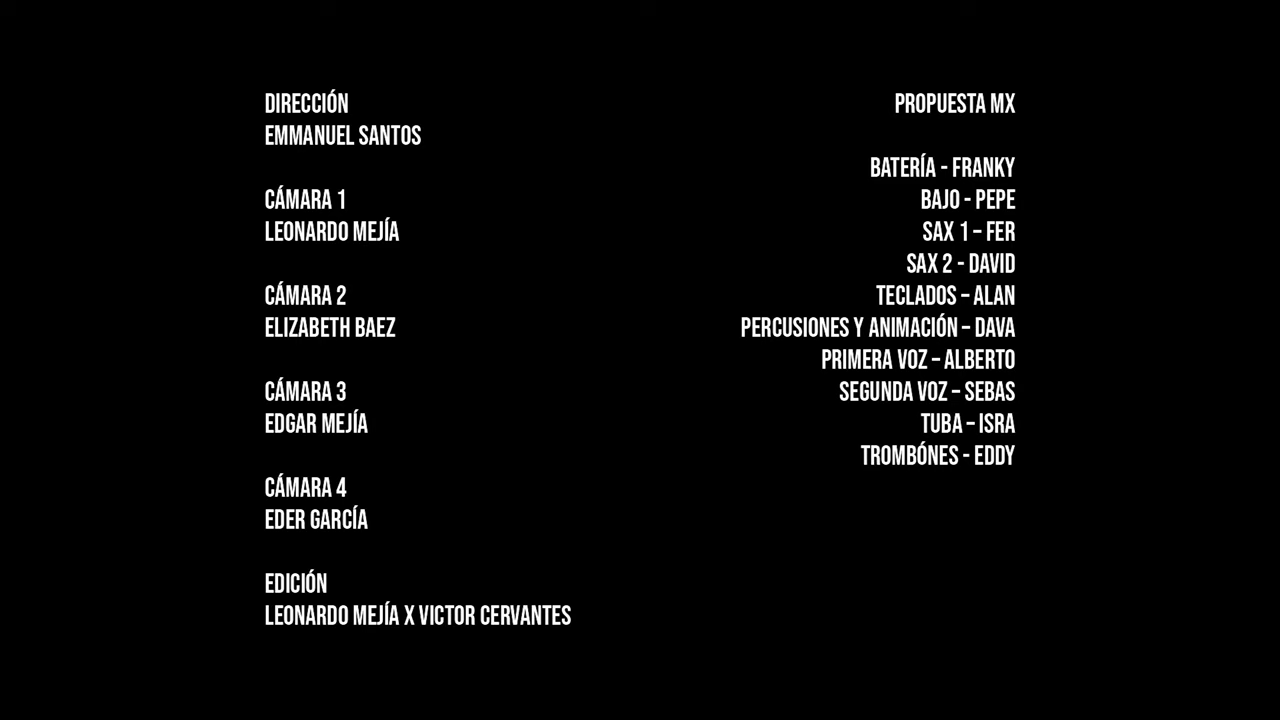 DIRECCIÓN
EMMANUEL SANTOS
CÁMARA 1
LEONARDO MEJÍA
CÁMARA 2
ELIZABETH BAEZ
CÁMARA 3
EDGAR MEJÍA
CÁMARA 4
EDER GARCÍA
EDICIÓN
LEONARDO MEJÍA X VICTOR CERVANTES
PROPUESTA MX
BATERÍA - FRANKY
BAJO - PEPE
SAX 1 – FER
SAX 2 - DAVID
TECLADOS – ALAN
PERCUSIONES Y ANIMACIÓN – DAVA
PRIMERA VOZ – ALBERTO
SEGUNDA VOZ – SEBAS
TUBA – ISRA
TROMBÓNES - EDDY